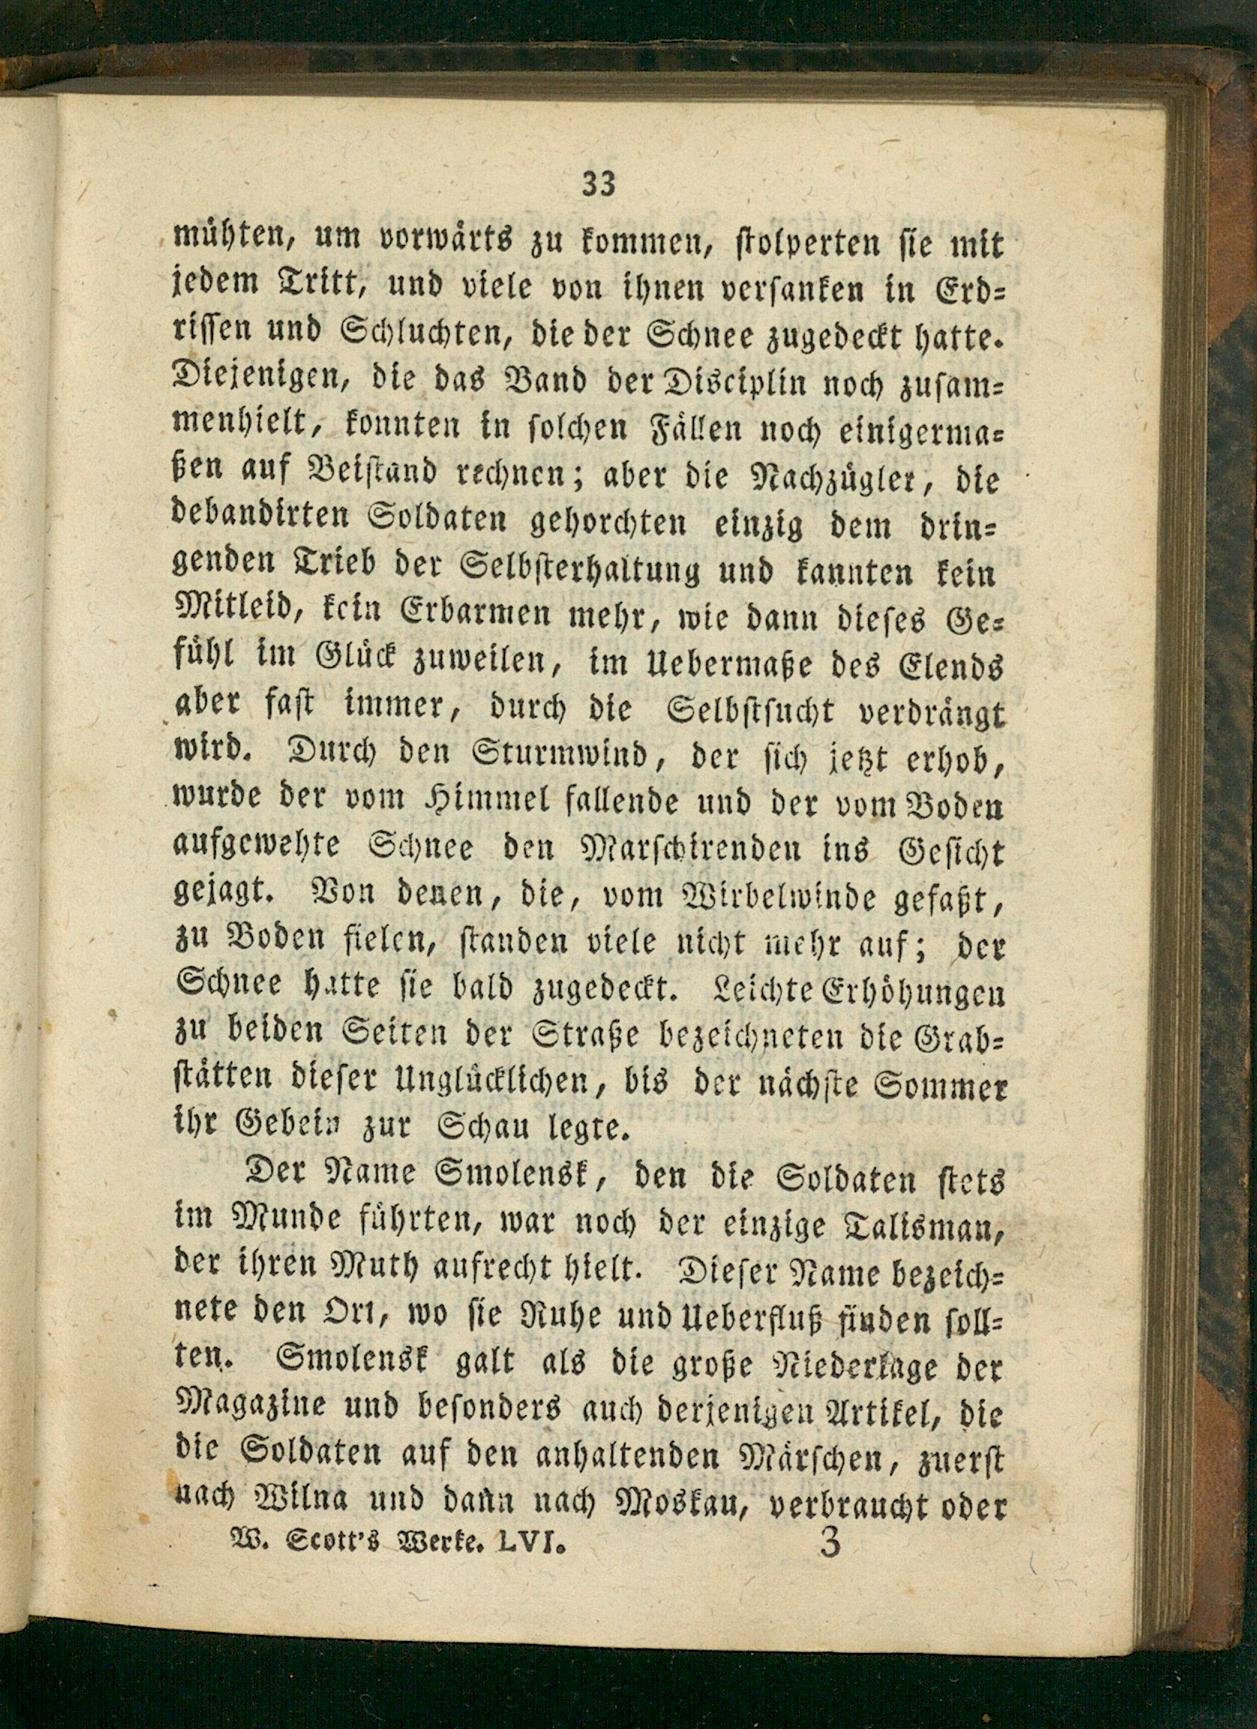 33
mühten, um vorwärts zu kommen, stolperten sie mit
jedem Tritt, und viele von ihnen versanken in Erd=
rissen und Schluchten, die der Schnee zugedeckt hatte.
Diejenigen, die das Band der Disciplin noch zusam=
menhielt, konnten in solchen Fällen noch einigerma=
ßen auf Beistand rechnen; aber die Nachzügler, die
debandirten Soldaten gehorchten einzig dem drin=
genden Trieb der Selbsterhaltung und kannten kein
Mitleid, kein Erbarmen mehr, wie dann dieses Ge=
fühl im Glück zuweilen, im Uebermaße des Elends
aber fast immer, durch die Selbstsucht verdrängt
wird. Durch den Sturmwind, der sich jetzt erhob,
wurde der vom Himmel fallende und der vom Boden
aufgewehte Schnee den Marschirenden ins Gesicht
gejagt. Von denen, die, vom Wirbelwinde gefaßt,
zu Boden fielen, standen viele nicht mehr auf; der
Schnee hatte sie bald zugedeckt. Leichte Erhöhungen
zu beiden Seiten der Straße bezeichneten die Grab=
stätten dieser Unglücklichen, bis der nächste Sommer
ihr Gebein zur Schau legte.
Der Name Smolensk, den die Soldaten stets
im Munde führten, war noch der einzige Talisman,
der ihren Muth aufrecht hielt. Dieser Name bezeich=
nete den Ort, wo sie Ruhe und Ueberfluß finden soll=
ten. Smolensk galt als die große Niederlage der
Magazine und besonders auch derjenigen Artikel, die
die Soldaten auf den anhaltenden Märschen, zuerst
nach Wilna und dann nach Moskau, verbraucht oder
W. Scott's Werke. LVI. 3